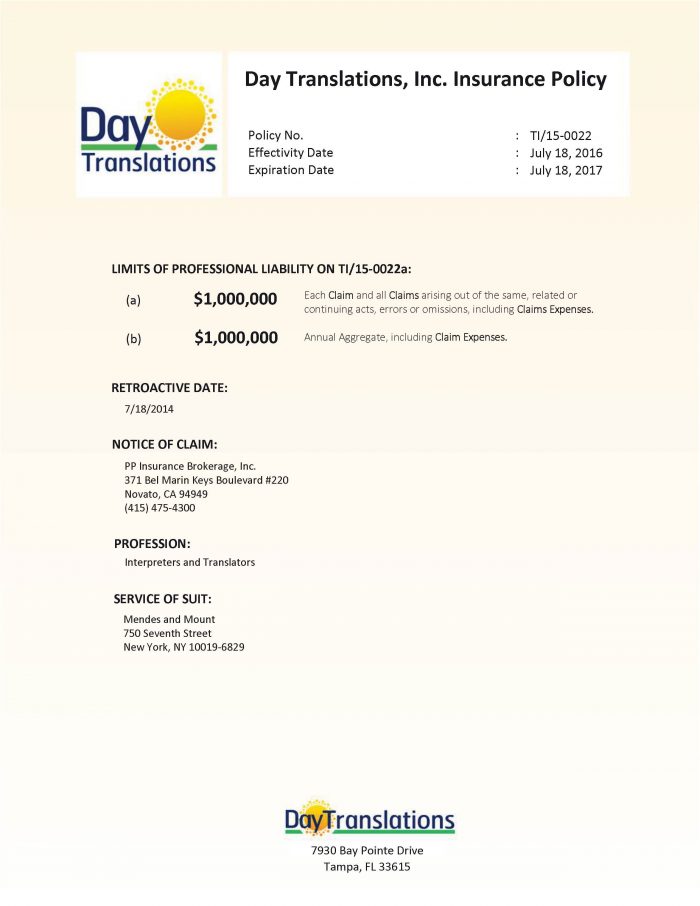 Day Translations, Inc. Insurance Policy
Day
Translations
Policy No. : TI/15-0022
Effectivity Date : July 18, 2016
Expiration Date : July 18, 2017
LIMITS OF PROFESSIONAL LIABILITY ON TI/15-0022a:
(a) $1,000,000 Each Claim and all Claims arising out of the same, related or
continuing acts, errors or omissions, including Claims Expenses.
(b) $1,000,000 Annual Aggregate, including Claim Expenses.
RETROACTIVE DATE:
7/18/2014
NOTICE OF CLAIM:
PP Insurance Brokerage, Inc.
371 Bel Marin Keys Boulevard #220
Novato, CA 94949
(415) 475-4300
PROFESSION:
Interpreters and Translators
SERVICE OF SUIT:
Mendes and Mount
750 Seventh Street
New York, NY 10019-6829
DayTranslations
7930 Bay Pointe Drive
Tampa, FL 33615